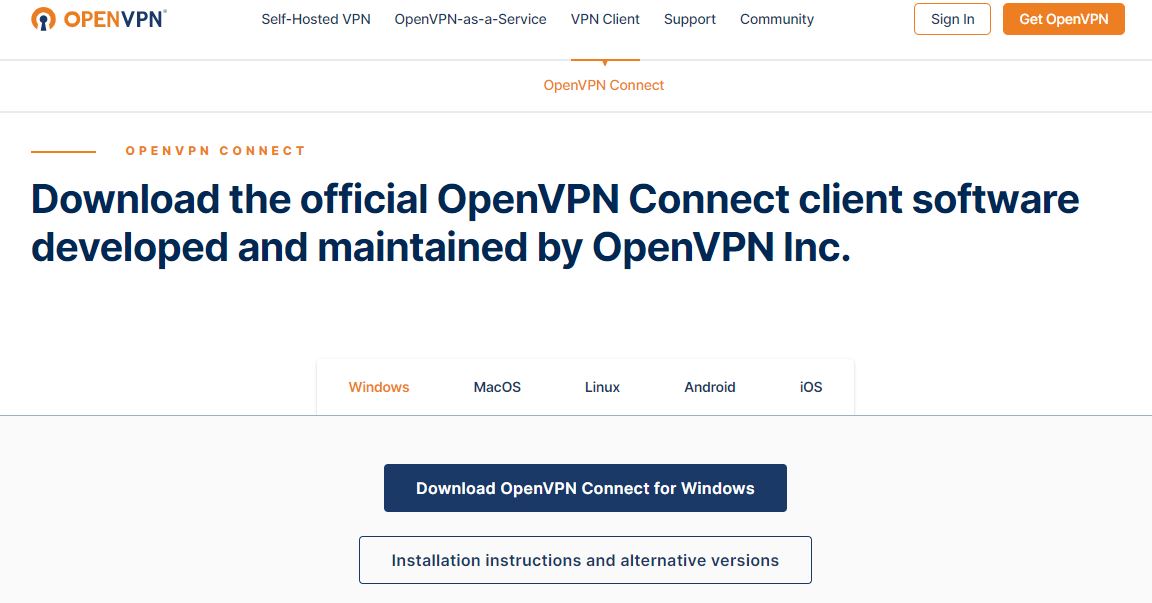 OPENVPN®
Self-Hosted VPN OpenVPN-as-a-Service VPN Client Support Community
Sign In
Get OpenVPN
OpenVPN Connect
OPENVPN CONNECT
Download the official OpenVPN Connect client software
developed and maintained by OpenVPN Inc.
Windows MacOS Linux Android iOS
Download OpenVPN Connect for Windows
Installation instructions and alternative versions